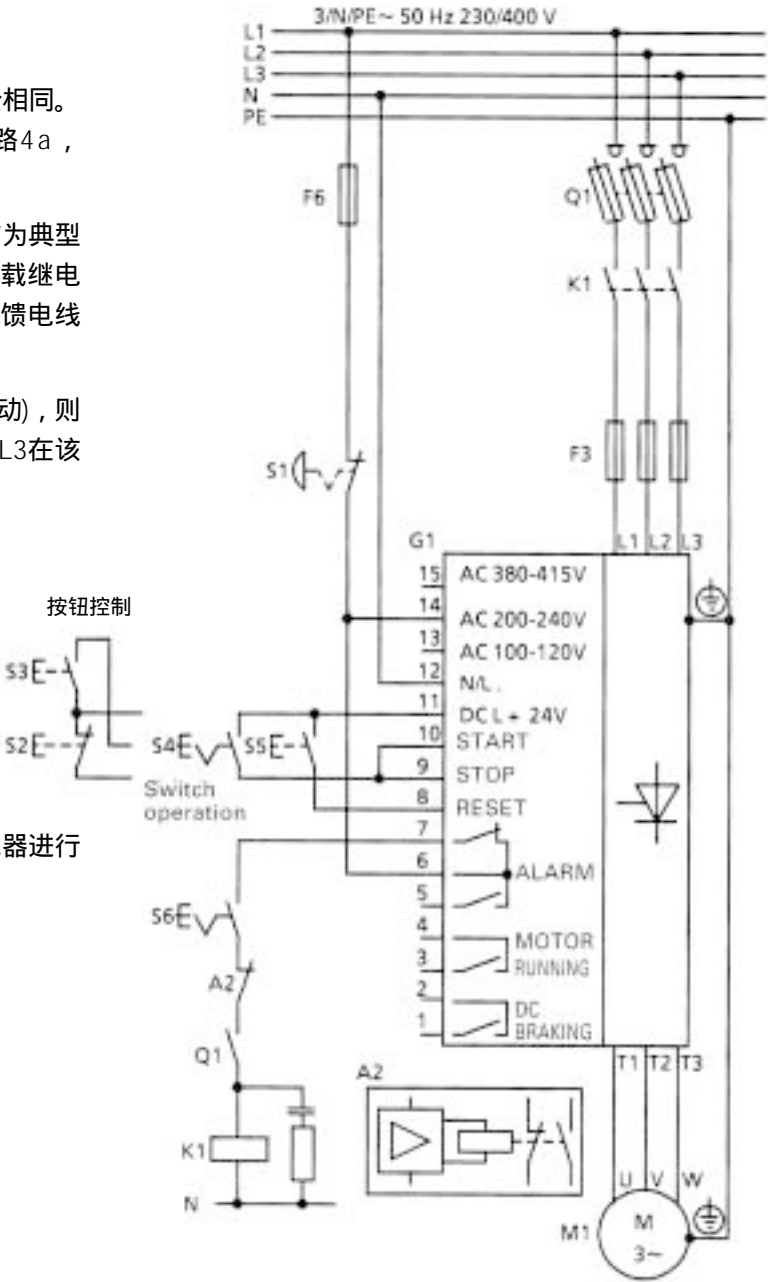 3/N/PE~ 50 Hz 230/400 V
L1
L2
L3
N
PE
相同。
路4a，
为典型
载继电
馈电线
动)，则
L3在该
F6
Q1
K1
F3
S1
G1
L1 L2 L3
15 AC 380-415V
14 AC 200-240V
13 AC 100-120V
12 N/L.
11 DC L + 24V
10 START
9 STOP
8 RESET
7
6 ALARM
5
4 MOTOR
3 RUNNING
2 DC
1 BRAKING
按钮控制
S3
S2
S4
S5
Switch
operation
器进行
S6
A2
Q1
K1
N
A2
T1 T2 T3
U V W
M1
M
3~